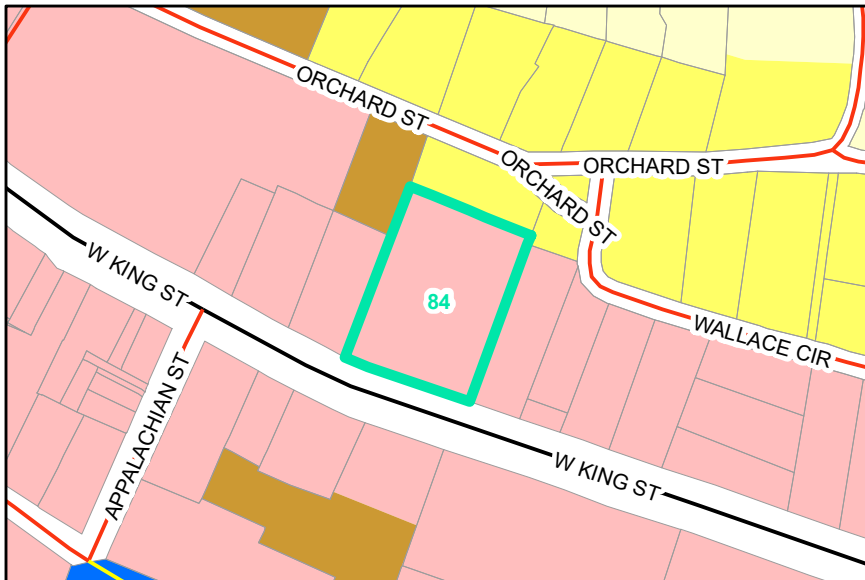 ORCHARD ST
ORCHARD ST
ORCHARD ST
W KING ST
84
WALLACE CIR
APPALACHIAN ST
W KING ST